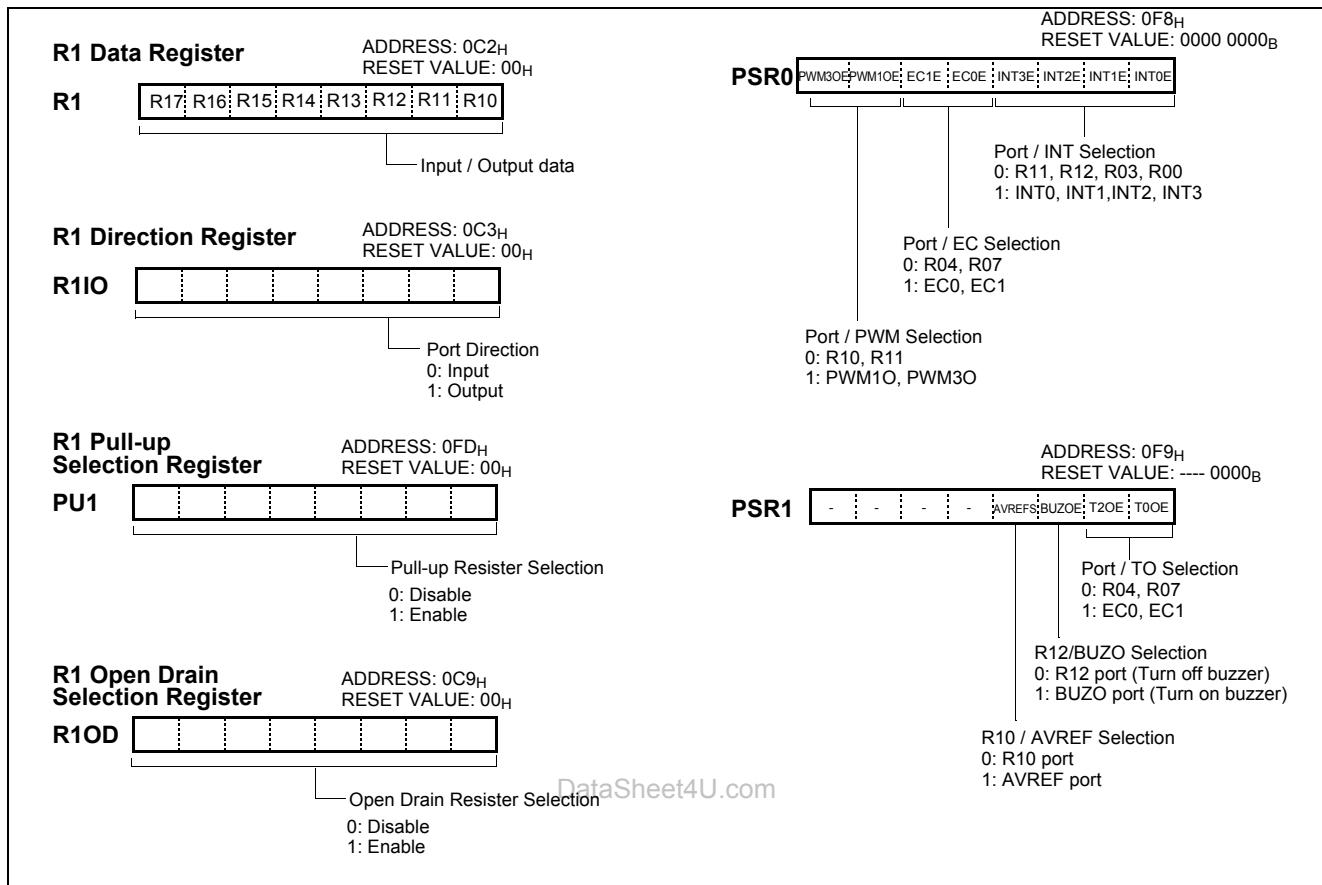 R1 Data Register
ADDRESS: 0C2H
RESET VALUE: 00H
R1
R17 R16 R15 R14 R13 R12 R11 R10
Input / Output data
R1 Direction Register
ADDRESS: 0C3H
RESET VALUE: 00H
R1IO
Port Direction
0: Input
1: Output
R1 Pull-up
Selection Register
ADDRESS: 0FDH
RESET VALUE: 00H
PU1
Pull-up Resister Selection
0: Disable
1: Enable
R1 Open Drain
Selection Register
ADDRESS: 0C9H
RESET VALUE: 00H
R1OD
Open Drain Resister Selection
0: Disable
1: Enable
ADDRESS: 0F8H
RESET VALUE: 0000 0000B
PSR0
PWM3OE PWM1OE EC1E EC0E INT3E INT2E INT1E INT0E
Port / INT Selection
0: R11, R12, R03, R00
1: INT0, INT1,INT2, INT3
Port / EC Selection
0: R04, R07
1: EC0, EC1
Port / PWM Selection
0: R10, R11
1: PWM1O, PWM3O
ADDRESS: 0F9H
RESET VALUE: ---- 0000B
PSR1
- - - - AVREFS BUZOE T2OE T0OE
Port / TO Selection
0: R04, R07
1: EC0, EC1
R12/BUZO Selection
0: R12 port (Turn off buzzer)
1: BUZO port (Turn on buzzer)
R10 / AVREF Selection
0: R10 port
1: AVREF port
DataSheet4U.com